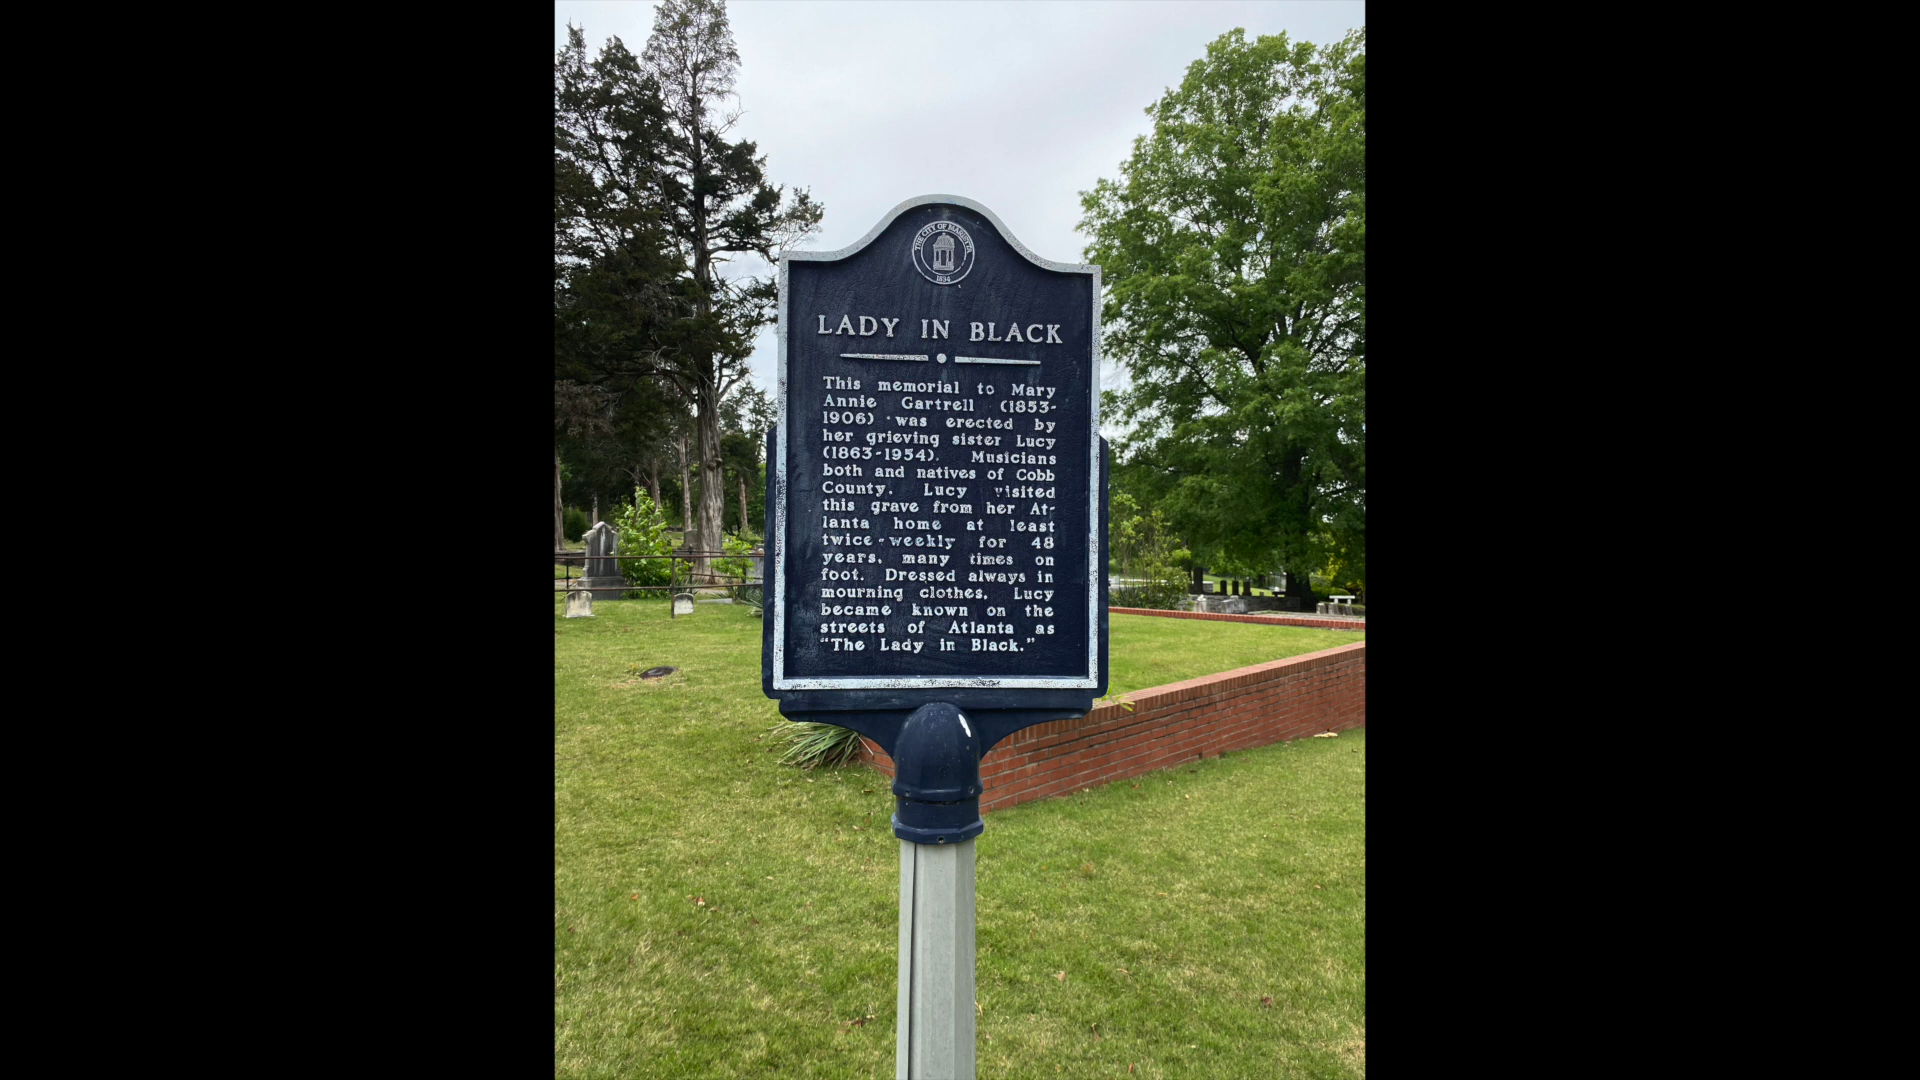 THE CITY OF MARIETTA
1834
LADY IN BLACK
This memorial to Mary
Annie Gartrell (1853-
1906) was erected by
her grieving sister Lucy
(1863-1954). Musicians
both and natives of Cobb
County. Lucy visited
this grave from her At-
lanta home at least
twice-weekly for 48
years, many times on
foot. Dressed always in
mourning clothes, Lucy
became known on the
streets of Atlanta as
"The Lady in Black."